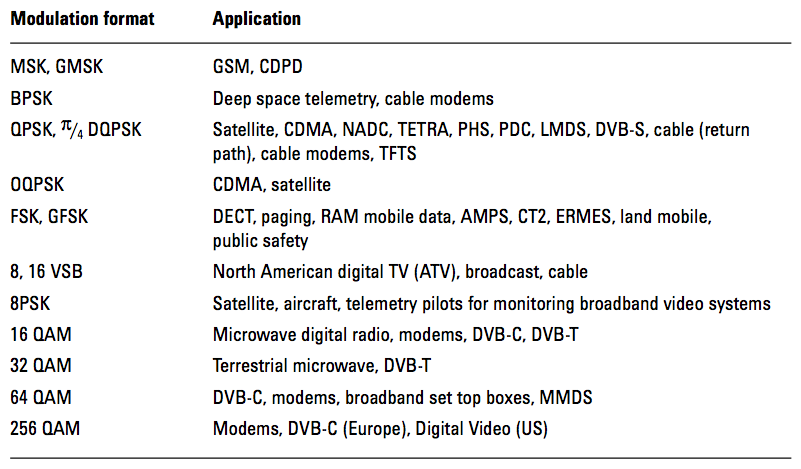 Modulation format Application
MSK, GMSK GSM, CDPD
BPSK Deep space telemetry, cable modems
QPSK, π/4 DQPSK Satellite, CDMA, NADC, TETRA, PHS, PDC, LMDS, DVB-S, cable (return
path), cable modems, TFTS
OQPSK CDMA, satellite
FSK, GFSK DECT, paging, RAM mobile data, AMPS, CT2, ERMES, land mobile,
public safety
8, 16 VSB North American digital TV (ATV), broadcast, cable
8PSK Satellite, aircraft, telemetry pilots for monitoring broadband video systems
16 QAM Microwave digital radio, modems, DVB-C, DVB-T
32 QAM Terrestrial microwave, DVB-T
64 QAM DVB-C, modems, broadband set top boxes, MMDS
256 QAM Modems, DVB-C (Europe), Digital Video (US)